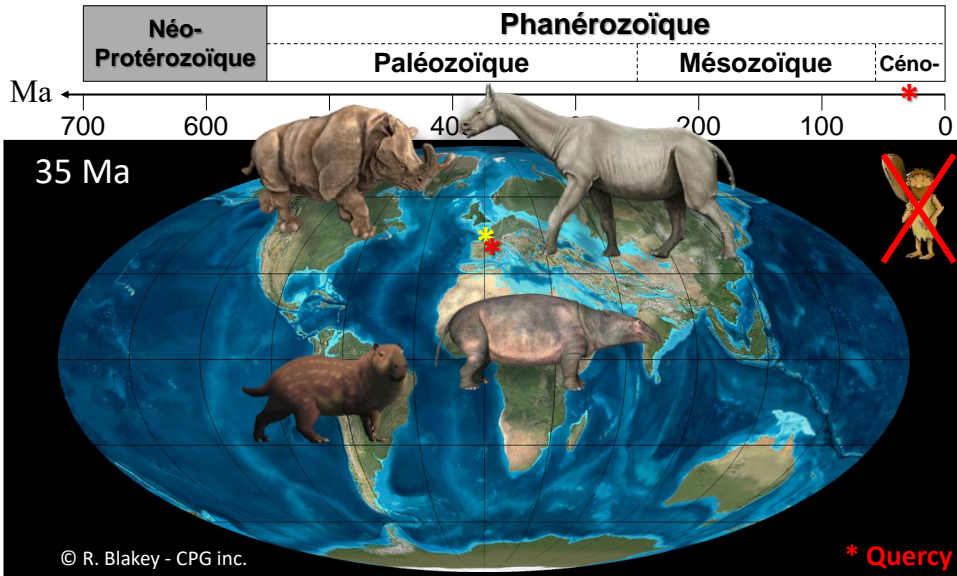 Néo-
Protérozoïque
Phanérozoïque
Paléozoïque
Mésozoïque
Céno-
Ma
*
700 600 40 200 100 0
35 Ma
*
*
© R. Blakey - CPG inc.
* Quercy